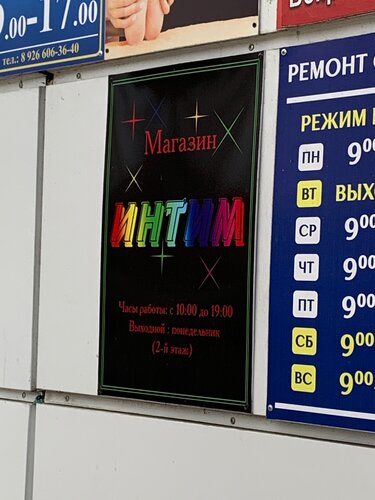 .00-17.00
тел.: 8 926 606-36-40
Магазин
ИНТИМ
Часы работы: с 10:00 до 19:00
Выходной : понедельник
(2-й этаж)
РЕМОНТ
РЕЖИМ
ПН 9⁰⁰
ВТ ВЫХ
СР 9⁰⁰
ЧТ 9⁰⁰
ПТ 9⁰⁰
СБ 9⁰⁰
ВС 9⁰⁰